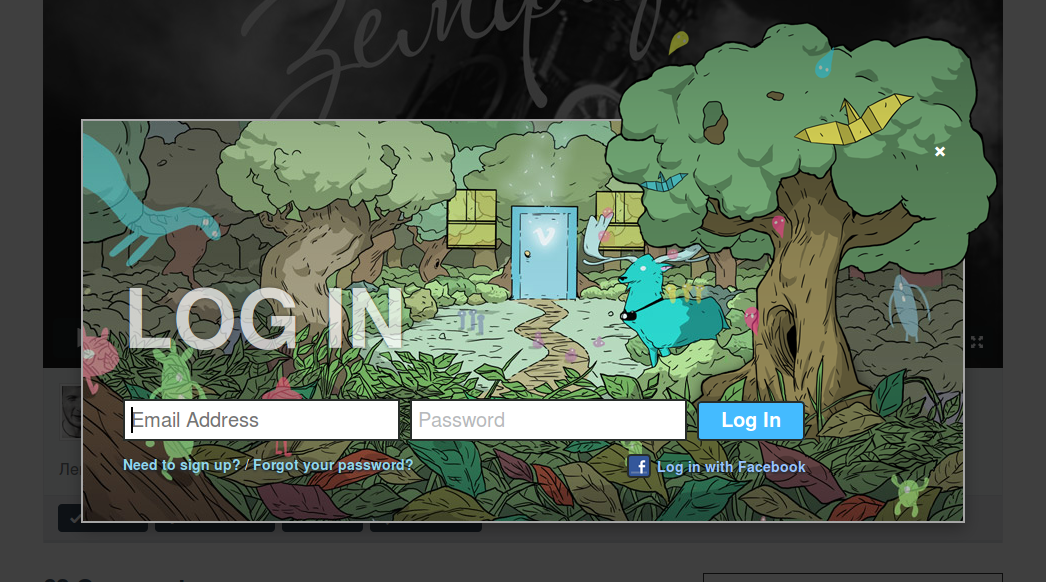 LOG IN
Email Address
Password
Log In
Need to sign up? / Forgot your password?
f Log in with Facebook